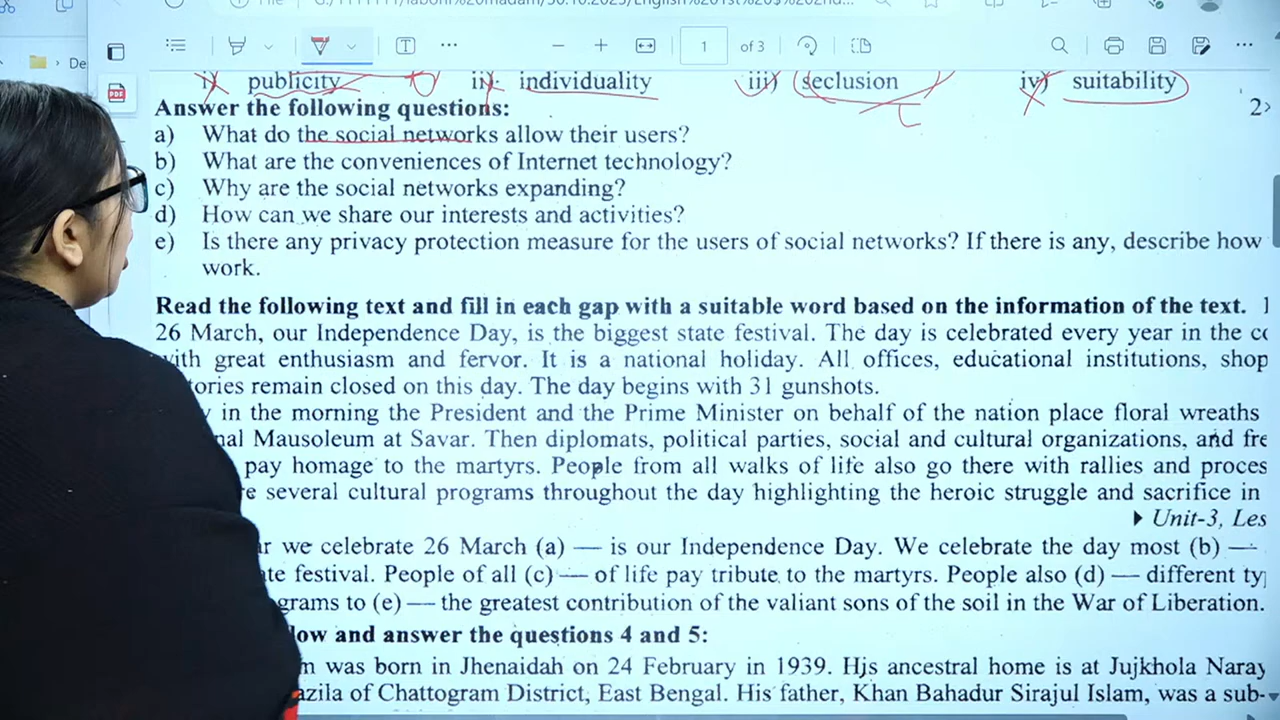 1 of 3
De
i) publicity ii) individuality iii) seclusion iv) suitability
Answer the following questions: 2
a) What do the social networks allow their users?
b) What are the conveniences of Internet technology?
c) Why are the social networks expanding?
d) How can we share our interests and activities?
e) Is there any privacy protection measure for the users of social networks? If there is any, describe how
work.
Read the following text and fill in each gap with a suitable word based on the information of the text. 1
26 March, our Independence Day, is the biggest state festival. The day is celebrated every year in the co
with great enthusiasm and fervor. It is a national holiday. All offices, educational institutions, shop
tories remain closed on this day. The day begins with 31 gunshots.
y in the morning the President and the Prime Minister on behalf of the nation place floral wreaths
nal Mausoleum at Savar. Then diplomats, political parties, social and cultural organizations, and fre
pay homage to the martyrs. People from all walks of life also go there with rallies and proces
re several cultural programs throughout the day highlighting the heroic struggle and sacrifice in
▶ Unit-3, Les
ar we celebrate 26 March (a) — is our Independence Day. We celebrate the day most (b) —
te festival. People of all (c) — of life pay tribute to the martyrs. People also (d) — different ty
grams to (e) — the greatest contribution of the valiant sons of the soil in the War of Liberation.
low and answer the questions 4 and 5:
m was born in Jhenaidah on 24 February in 1939. Hjs ancestral home is at Jujkhola Naray
azila of Chattogram District, East Bengal. His father, Khan Bahadur Sirajul Islam, was a sub-